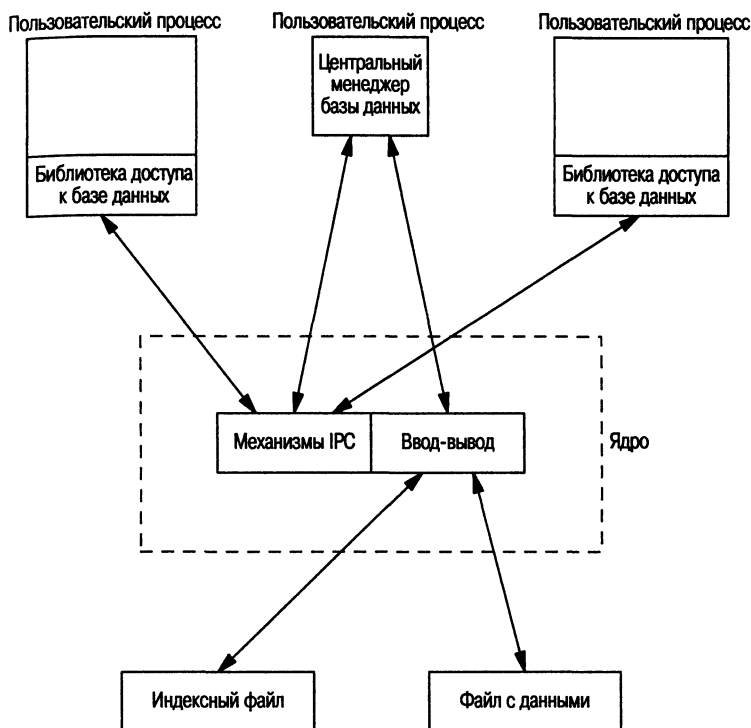 Пользовательский процесс
Пользовательский процесс
Пользовательский процесс
Центральный
менеджер
базы данных
Библиотека доступа
к базе данных
Библиотека доступа
к базе данных
Механизмы IPC
Ввод-вывод
Ядро
Индексный файл
Файл с данными